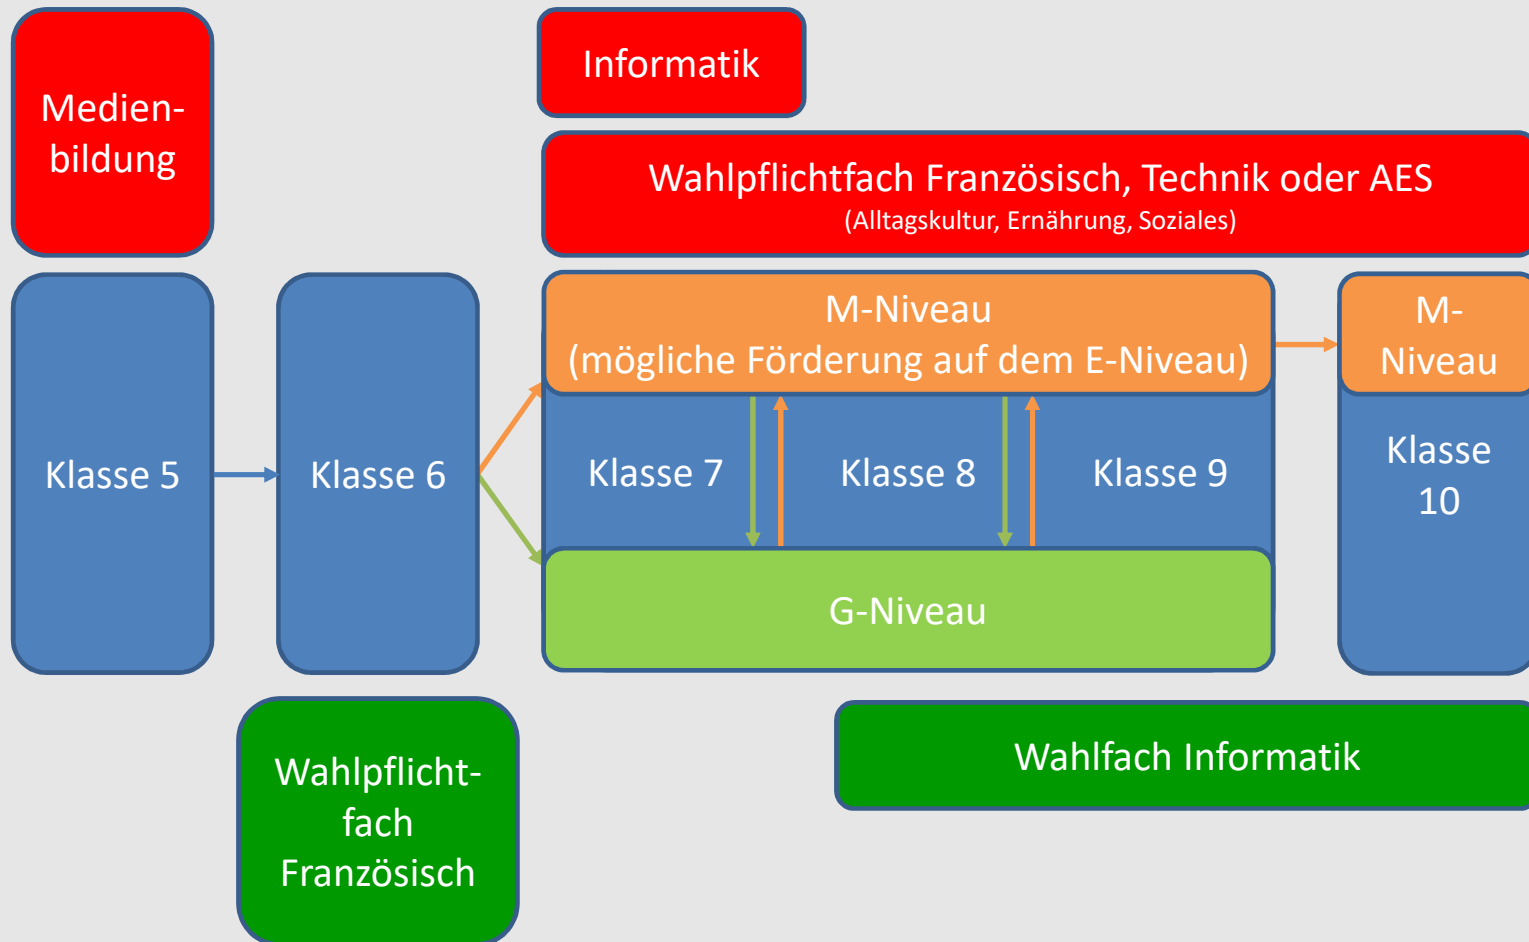 Medien-
bildung
Informatik
Wahlpflichtfach Französisch, Technik oder AES
(Alltagskultur, Ernährung, Soziales)
M-Niveau
(mögliche Förderung auf dem E-Niveau)
M-
Niveau
Klasse 5
Klasse 6
Klasse 7
Klasse 8
Klasse 9
Klasse
10
G-Niveau
Wahlpflicht-
fach
Französisch
Wahlfach Informatik